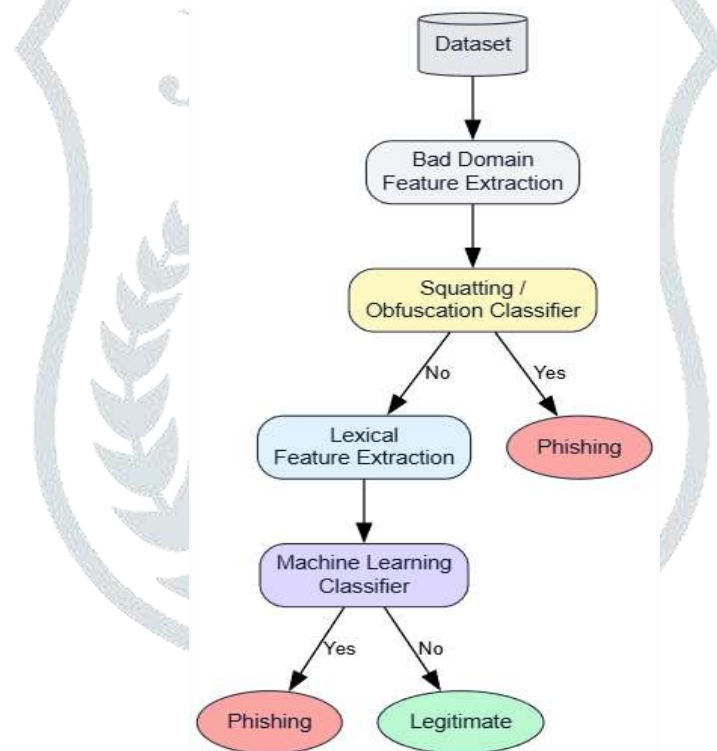 Dataset
Bad Domain
Feature Extraction
Squatting /
Obfuscation Classifier
No
Yes
Lexical
Feature Extraction
Phishing
Machine Learning
Classifier
Yes
No
Phishing
Legitimate